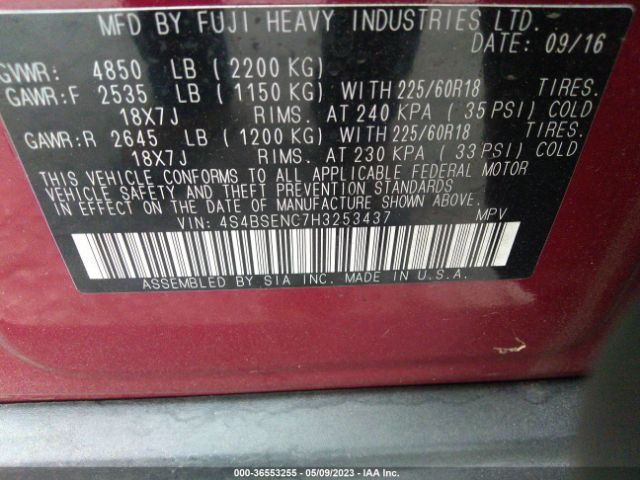 MFD BY FUJI HEAVY INDUSTRIES LTD.
DATE: 09/16
GVWR: 4850 LB (2200 KG)
GAWR:F 2535 LB (1150 KG) WITH 225/60R18 TIRES.
18X7J RIMS. AT 240 KPA (35 PSI) COLD
GAWR:R 2645 LB (1200 KG) WITH 225/60R18 TIRES.
18X7J RIMS. AT 230 KPA (33 PSI) COLD
THIS VEHICLE CONFORMS TO ALL APPLICABLE FEDERAL MOTOR
VEHICLE SAFETY AND THEFT PREVENTION STANDARDS
IN EFFECT ON THE DATE OF MANUFACTURE SHOWN ABOVE.
VIN: 4S4BSENC7H3253437 MPV
ASSEMBLED BY SIA INC. MADE IN U.S.A.
000-36553255 - 05/09/2023 - IAA Inc.